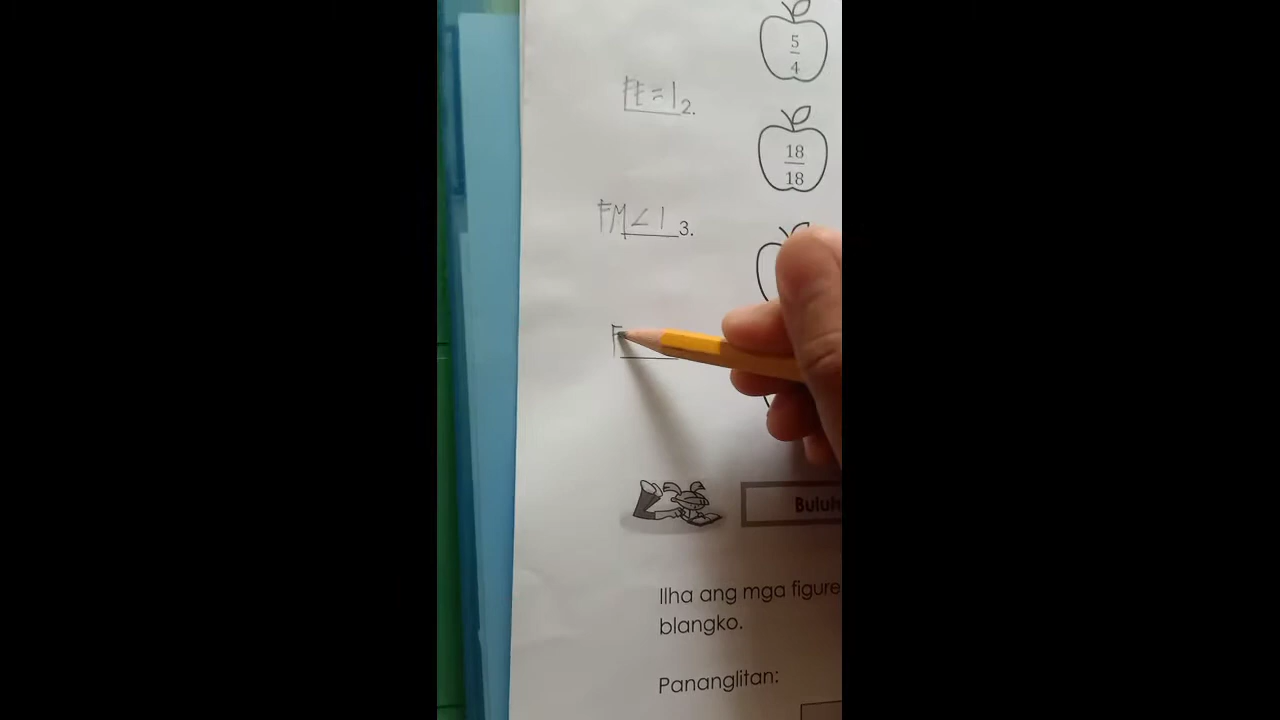 5
4
FE = 1 2.
18
18
FM < 1 3.
F
Ilha ang mga figure
blangko.
Pananglitan: